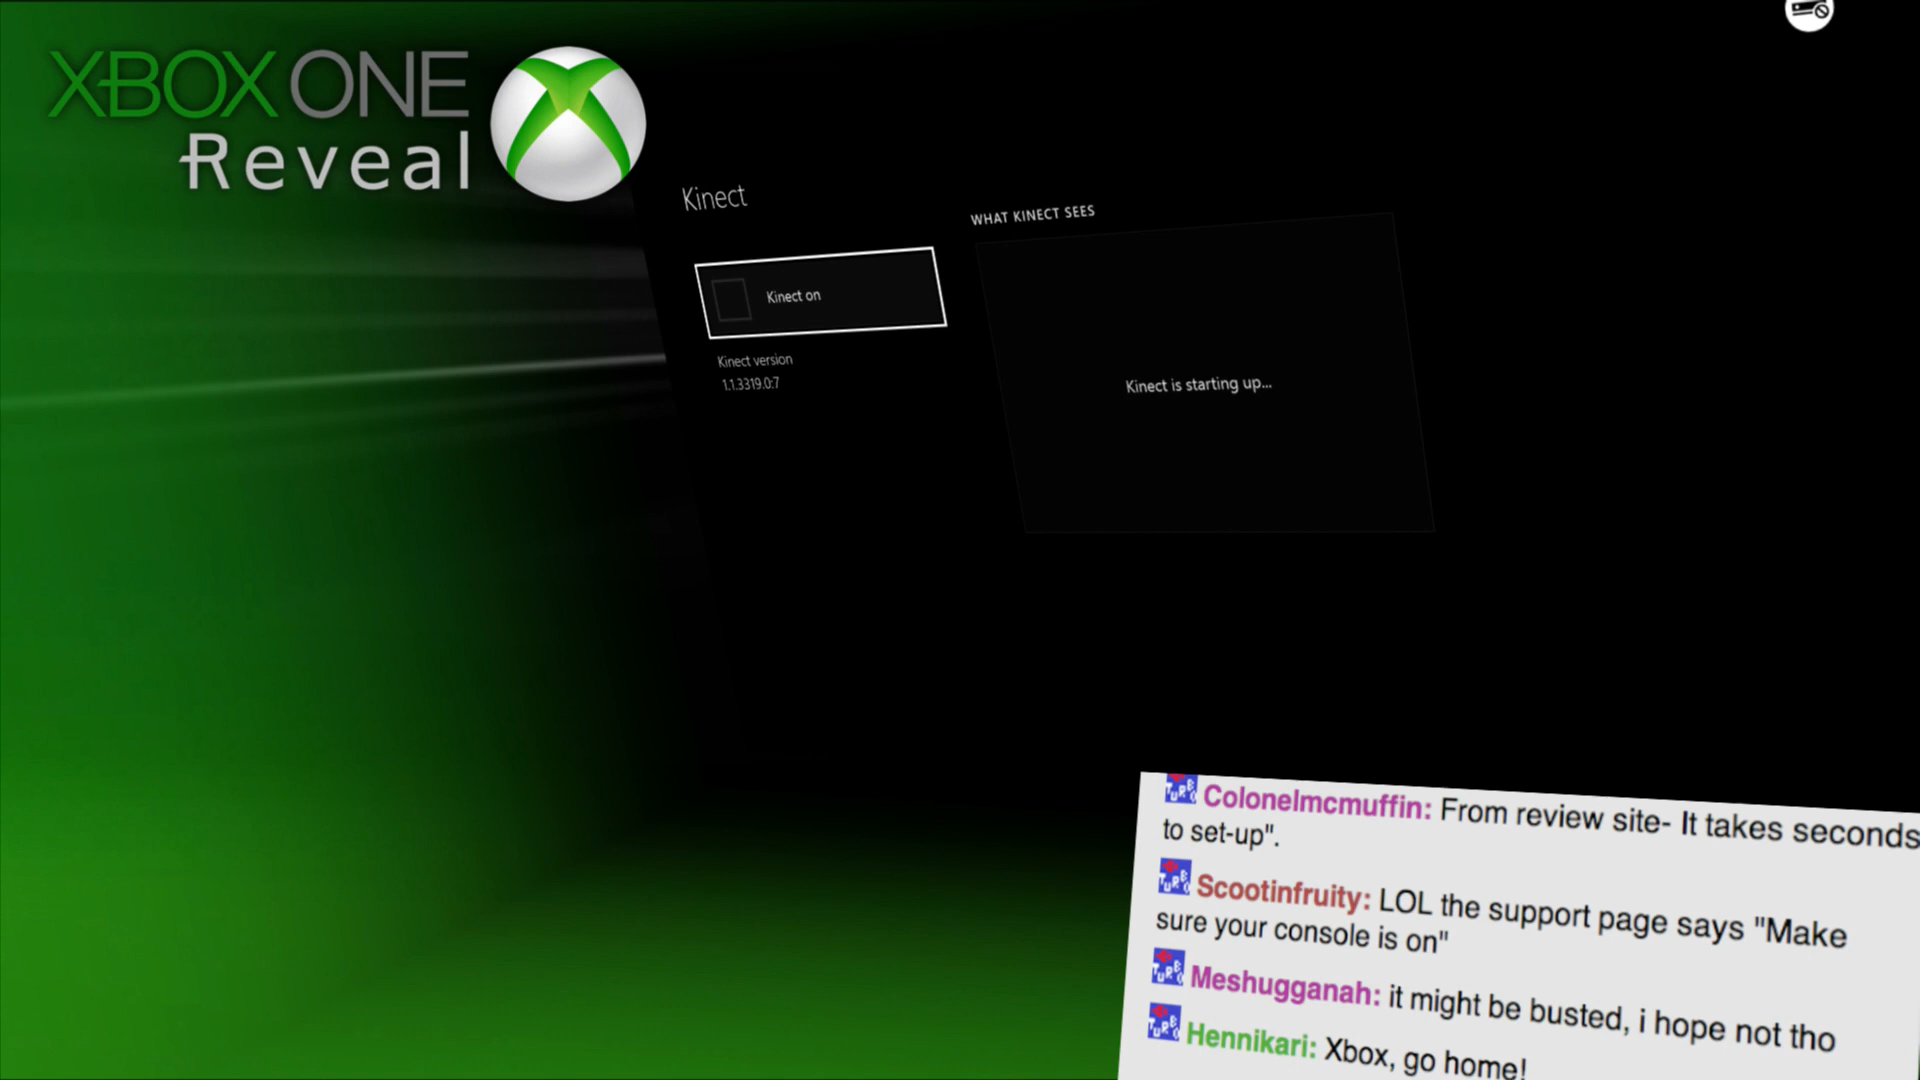 XBOX ONE
Reveal
Kinect
WHAT KINECT SEES
Kinect on
Kinect version
1.1.3319.0:7
Kinect is starting up...
Colonelmcmuffin: From review site- It takes seconds
to set-up".
Scootinfruity: LOL the support page says "Make
sure your console is on"
Meshugganah: it might be busted, i hope not tho
Hennikari: Xbox, go home!